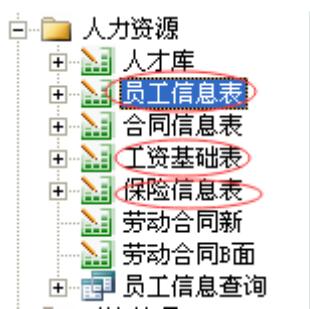 人力资源
人才库
员工信息表
合同信息表
工资基础表
保险信息表
劳动合同新
劳动合同B面
员工信息查询